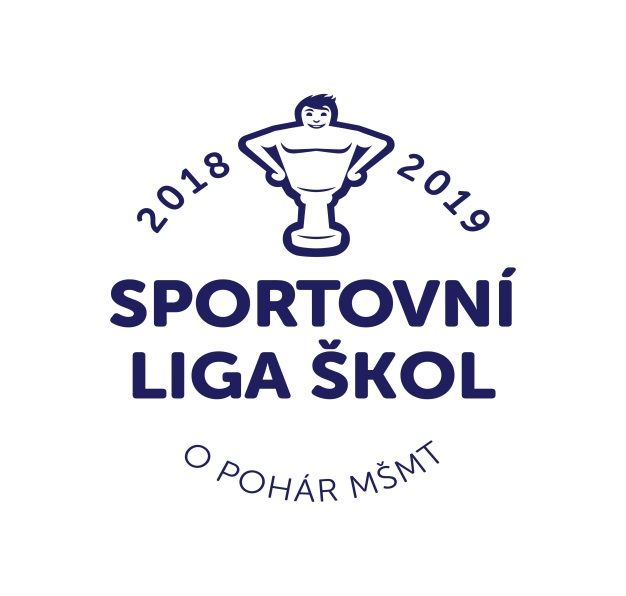 2018 2019
SPORTOVNÍ
LIGA ŠKOL
O POHÁR MŠMT